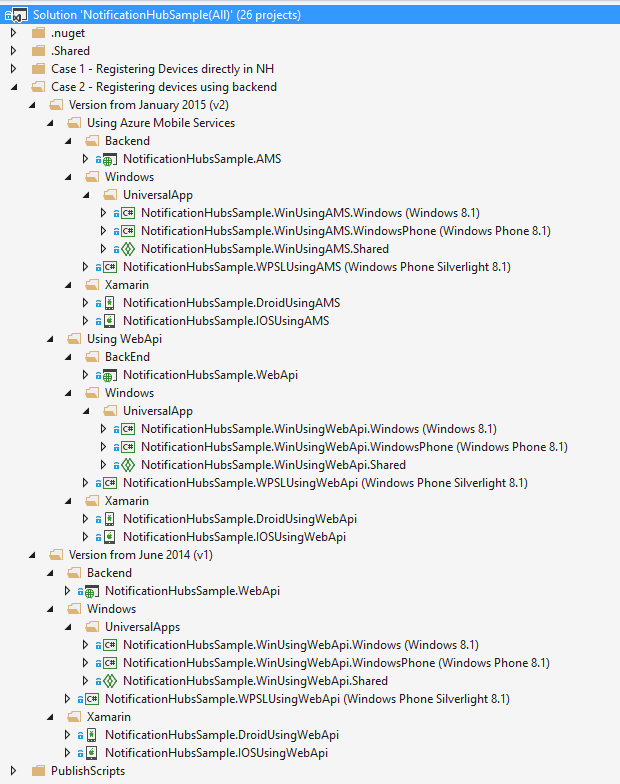 Solution 'NotificationHubSample(All)' (26 projects)
.nuget
.Shared
Case 1 - Registering Devices directly in NH
Case 2 - Registering devices using backend
Version from January 2015 (v2)
Using Azure Mobile Services
Backend
NotificationHubsSample.AMS
Windows
UniversalApp
C# NotificationHubsSample.WinUsingAMS.Windows (Windows 8.1)
C# NotificationHubsSample.WinUsingAMS.WindowsPhone (Windows Phone 8.1)
NotificationHubsSample.WinUsingAMS.Shared
C# NotificationHubsSample.WPSLUsingAMS (Windows Phone Silverlight 8.1)
Xamarin
NotificationHubsSample.DroidUsingAMS
NotificationHubsSample.IOSUsingAMS
Using WebApi
BackEnd
NotificationHubsSample.WebApi
Windows
UniversalApp
C# NotificationHubsSample.WinUsingWebApi.Windows (Windows 8.1)
C# NotificationHubsSample.WinUsingWebApi.WindowsPhone (Windows Phone 8.1)
NotificationHubsSample.WinUsingWebApi.Shared
C# NotificationHubsSample.WPSLUsingWebApi (Windows Phone Silverlight 8.1)
Xamarin
NotificationHubsSample.DroidUsingWebApi
NotificationHubsSample.IOSUsingWebApi
Version from June 2014 (v1)
Backend
NotificationHubsSample.WebApi
Windows
UniversalApps
C# NotificationHubsSample.WinUsingWebApi.Windows (Windows 8.1)
C# NotificationHubsSample.WinUsingWebApi.WindowsPhone (Windows Phone 8.1)
NotificationHubsSample.WinUsingWebApi.Shared
C# NotificationHubsSample.WPSLUsingWebApi (Windows Phone Silverlight 8.1)
Xamarin
NotificationHubsSample.DroidUsingWebApi
NotificationHubsSample.IOSUsingWebApi
PublishScripts